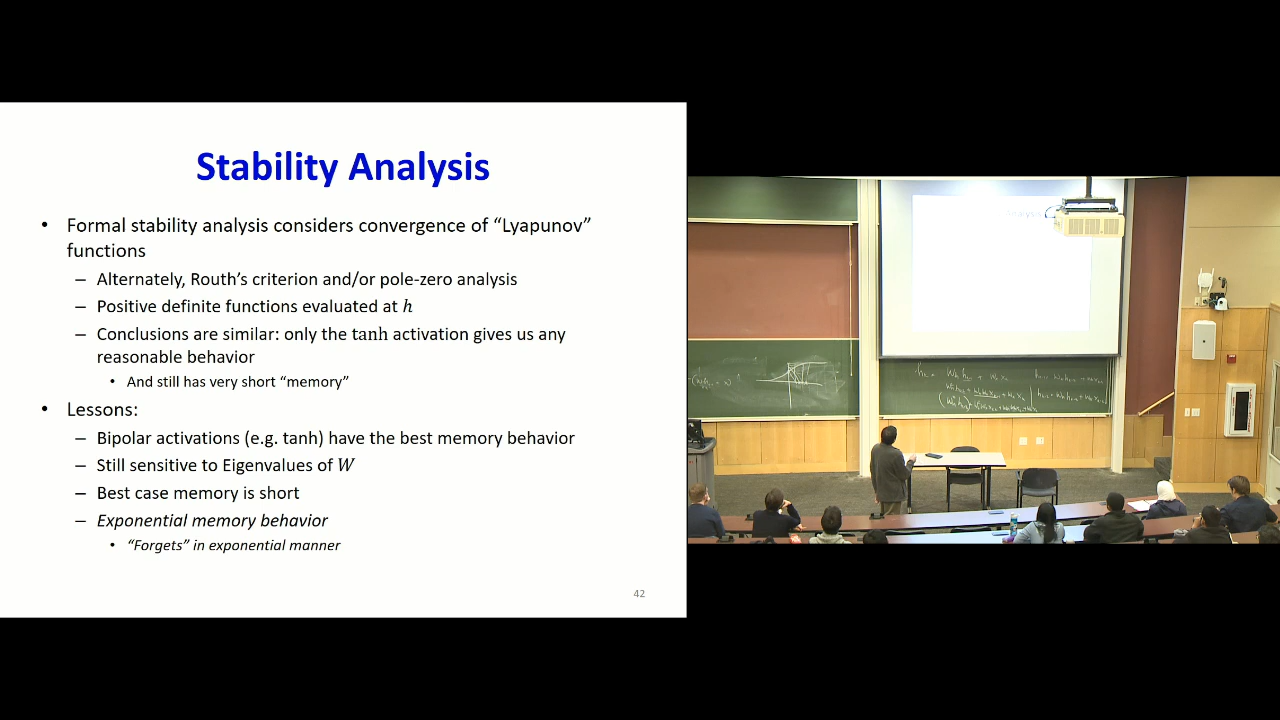 Stability Analysis
• Formal stability analysis considers convergence of “Lyapunov”
functions
– Alternately, Routh’s criterion and/or pole-zero analysis
– Positive definite functions evaluated at h
– Conclusions are similar: only the tanh activation gives us any
reasonable behavior
• And still has very short “memory”
• Lessons:
– Bipolar activations (e.g. tanh) have the best memory behavior
– Still sensitive to Eigenvalues of W
– Best case memory is short
– Exponential memory behavior
• “Forgets” in exponential manner
42